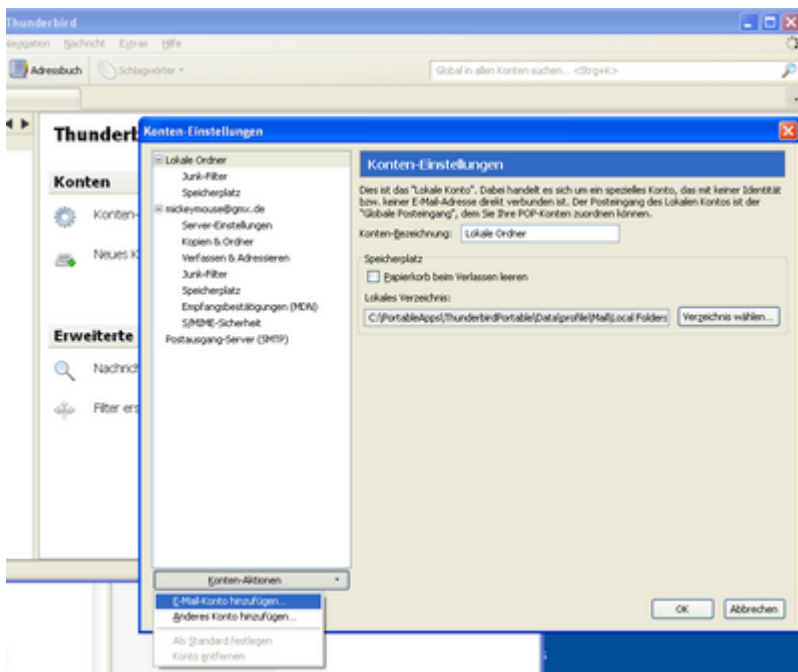 Thunderbird
Navigation Nachricht Extras Hilfe
Adressbuch Schlagwörter
Global in allen Konten suchen... <Strg+K>
Thunderb
Konten-Einstellungen
Konten
Konten-
Neues K
Erweiterte
Nachrich
Filter ers
Lokale Ordner
Junk-Filter
Speicherplatz
mickeymouse@gmx.de
Server-Einstellungen
Kopien & Ordner
Verfassen & Adressieren
Junk-Filter
Speicherplatz
Empfangsbestätigungen (MDN)
S/MIME-Sicherheit
Postausgang-Server (SMTP)
Konten-Aktionen
E-Mail-Konto hinzufügen...
Anderes Konto hinzufügen...
Als Standard festlegen
Konto entfernen
Konten-Einstellungen
Dies ist das "Lokale Konto". Dabei handelt es sich um ein spezielles Konto, das mit keiner Identität
bzw. keiner E-Mail-Adresse direkt verbunden ist. Der Posteingang des Lokalen Kontos ist der
"Globale Posteingang", dem Sie Ihre POP-Konten zuordnen können.
Konten-Bezeichnung: Lokale Ordner
Speicherplatz
Papierkorb beim Verlassen leeren
Lokales Verzeichnis:
C:\PortableApps\ThunderbirdPortable\Data\profile\Mail\Local Folders Verzeichnis wählen...
OK Abbrechen